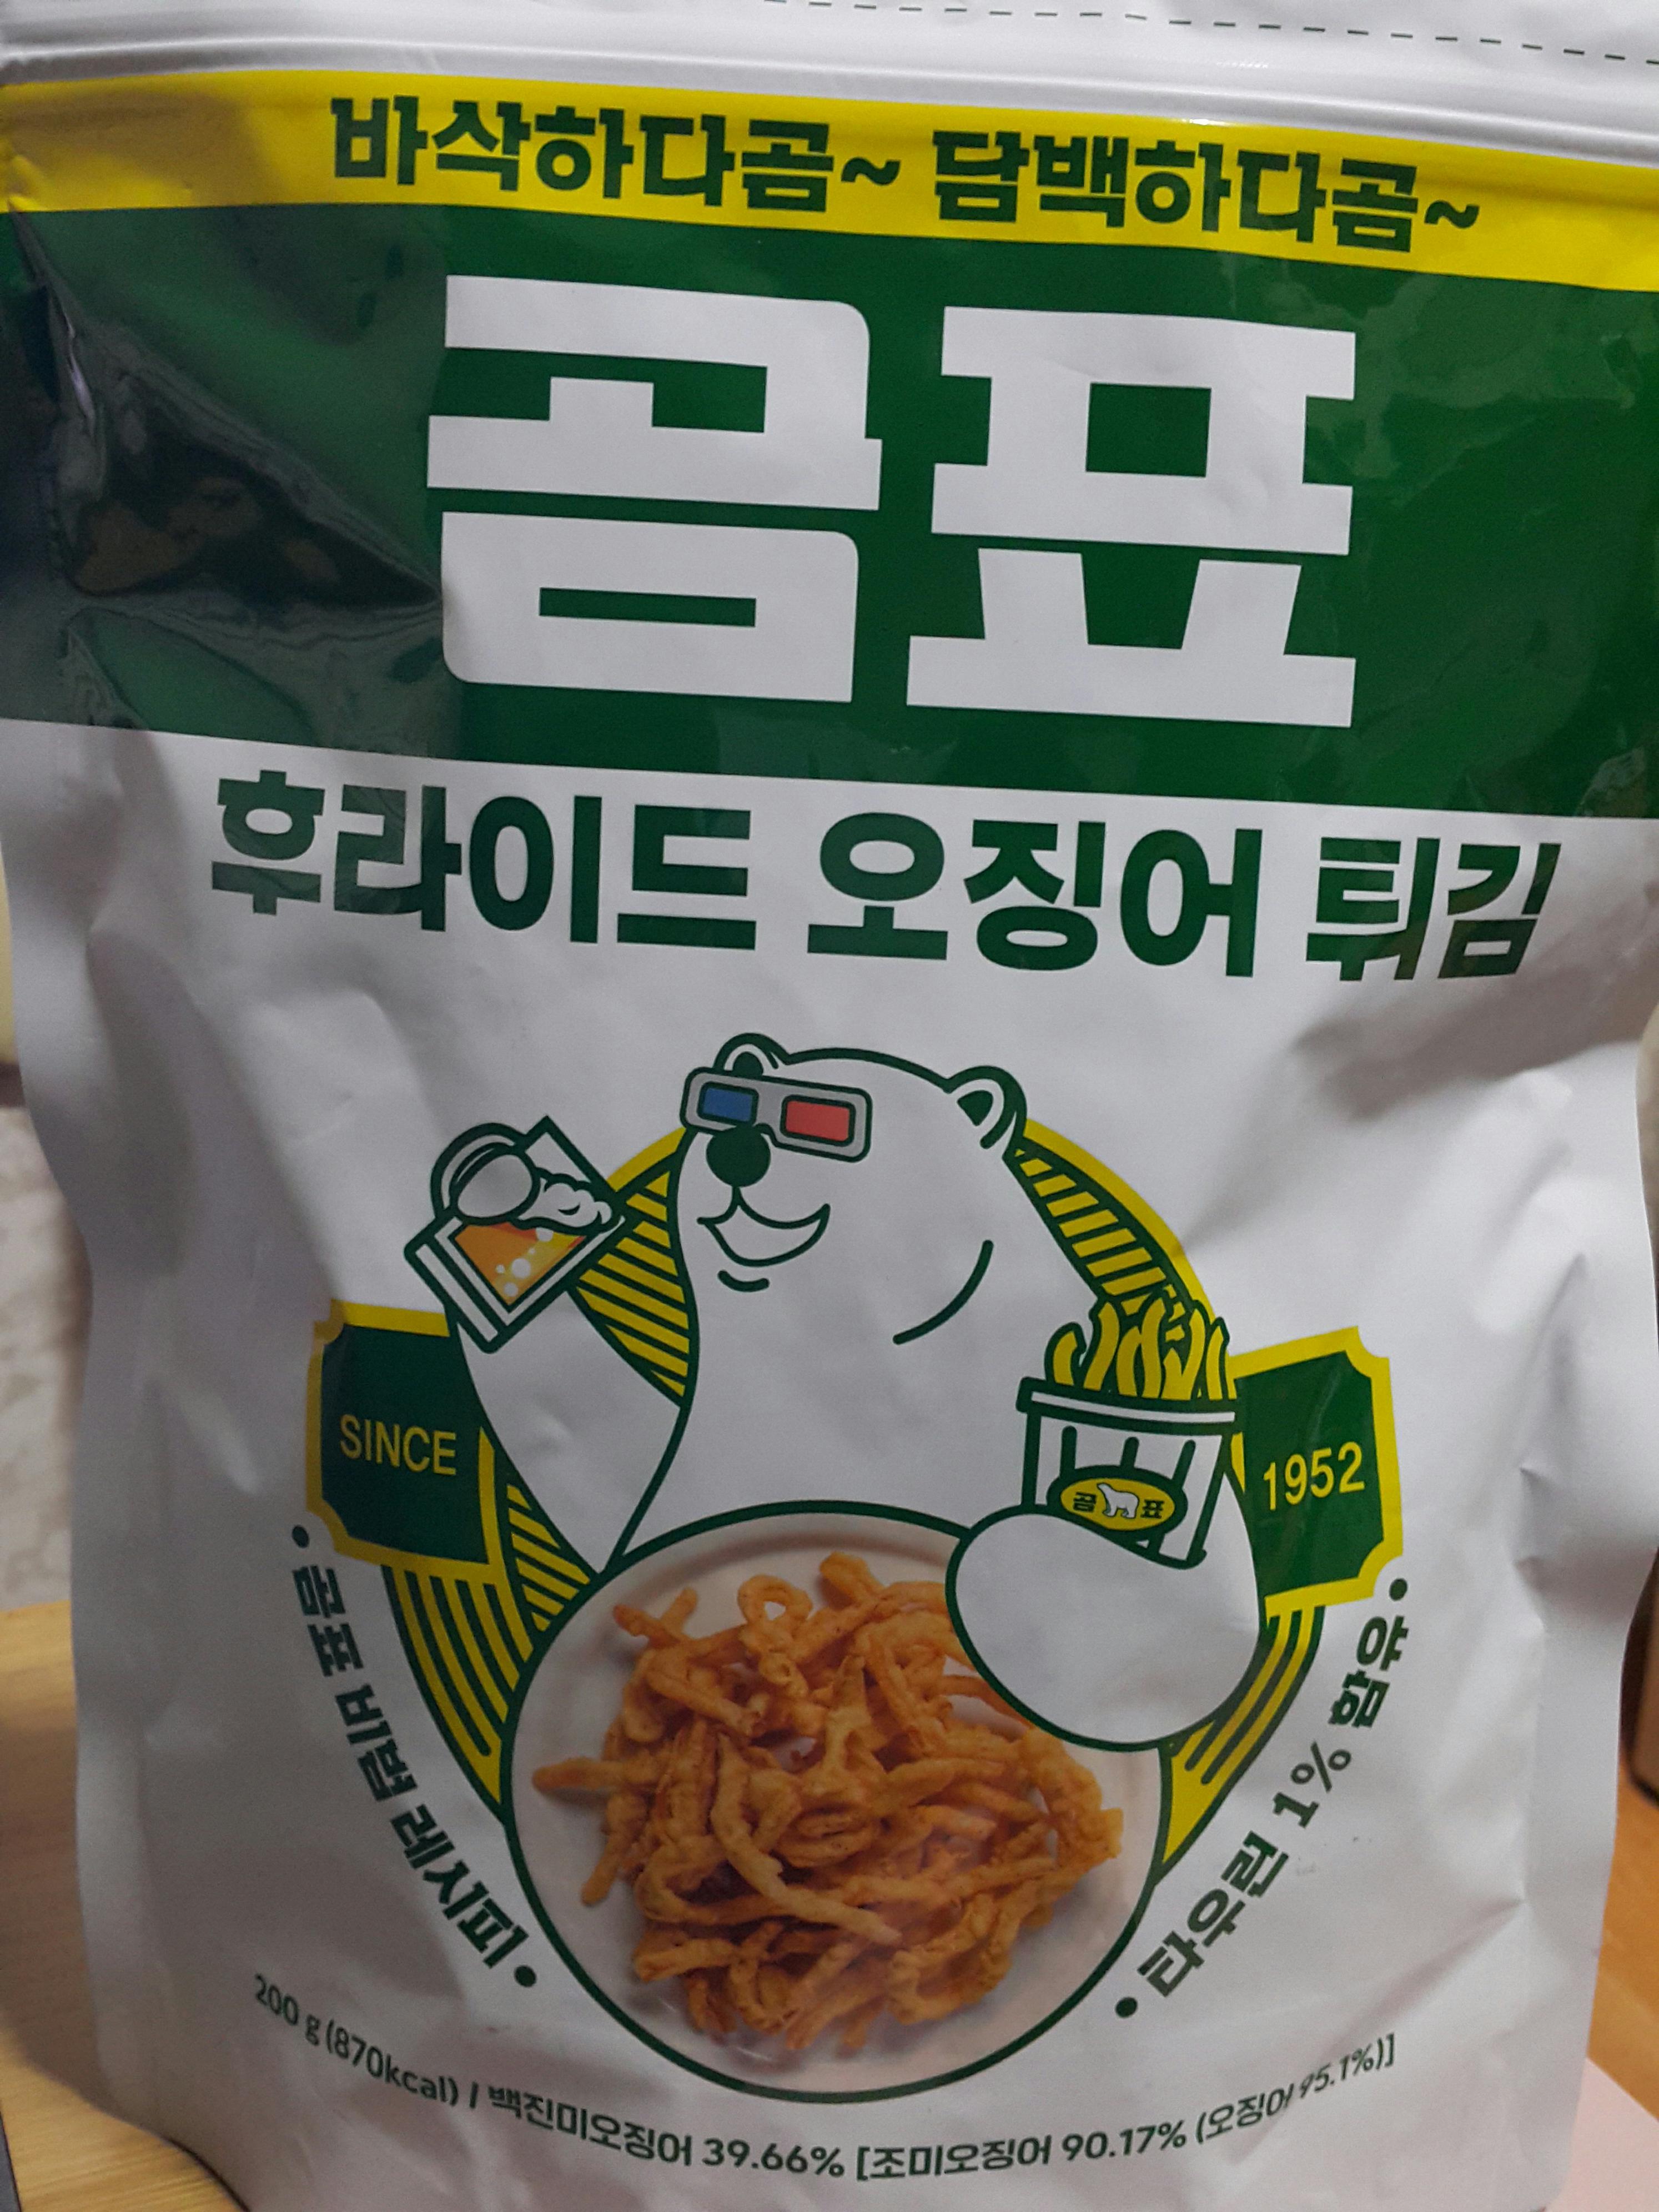 바삭하다곰~ 담백하다곰~
곰표
후라이드 오징어 튀김
SINCE
1952
곰 표
• 곰표 비법 레시피 •
• 타우린 1% 함유 •
200 g (870kcal) / 백진미오징어 39.66% [조미오징어 90.17% (오징어 95.1%)]